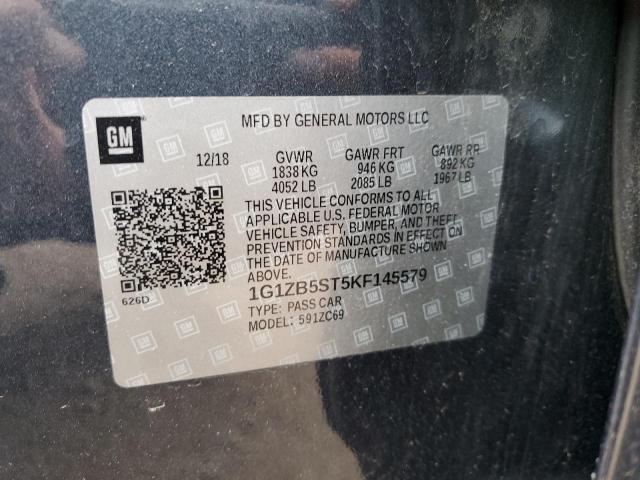 GM
MFD BY GENERAL MOTORS LLC
12/18 GVWR GAWR FRT GAWR RR
1838 KG 946 KG 892 KG
4052 LB 2085 LB 1967 LB
THIS VEHICLE CONFORMS TO ALL
APPLICABLE U.S. FEDERAL MOTOR
VEHICLE SAFETY, BUMPER, AND THEFT
PREVENTION STANDARDS IN EFFECT ON
THE DATE OF MANUFACTURE SHOWN
ABOVE.
626D
1G1ZB5ST5KF145579
TYPE: PASS CAR
MODEL: 591ZC69